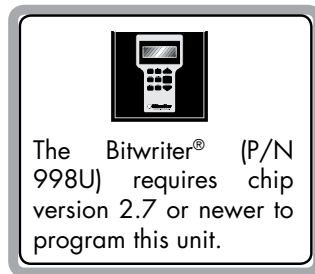 The Bitwriter® (P/N
998U) requires chip
version 2.7 or newer to
program this unit.